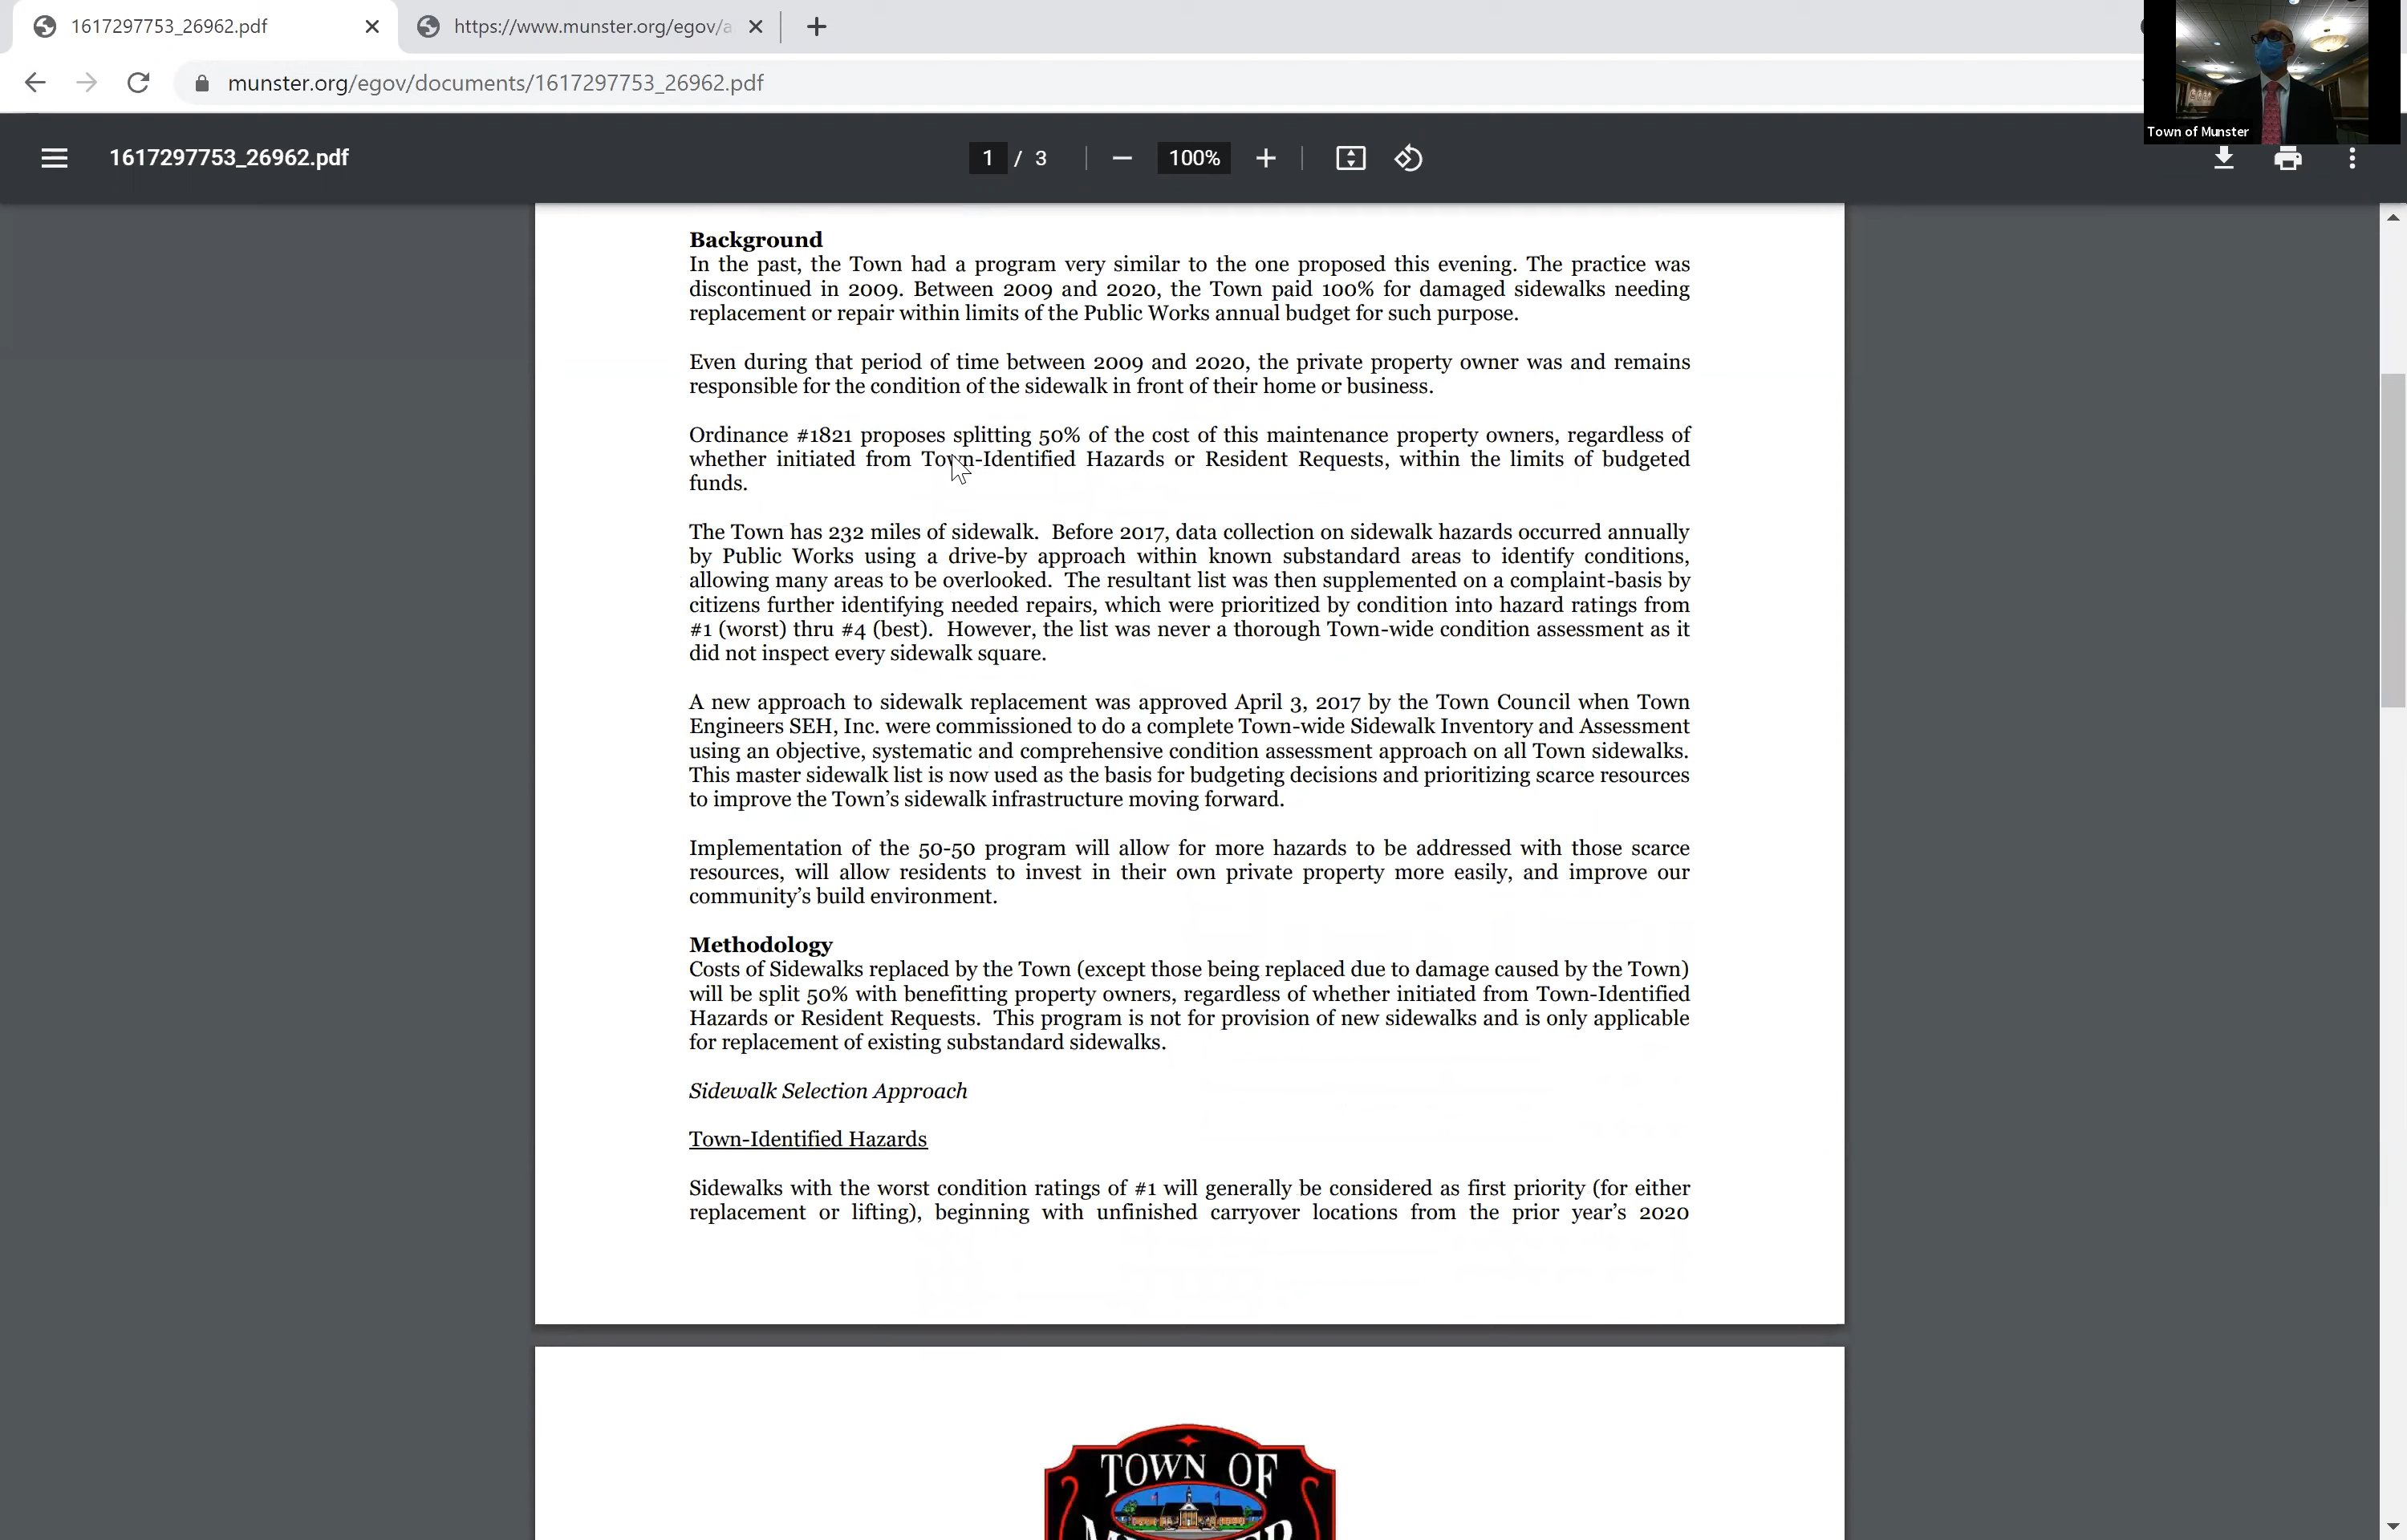 1617297753_26962.pdf
https://www.munster.org/egov/a
munster.org/egov/documents/1617297753_26962.pdf
Town of Munster
1617297753_26962.pdf
1 / 3
100%
Background
In the past, the Town had a program very similar to the one proposed this evening. The practice was
discontinued in 2009. Between 2009 and 2020, the Town paid 100% for damaged sidewalks needing
replacement or repair within limits of the Public Works annual budget for such purpose.
Even during that period of time between 2009 and 2020, the private property owner was and remains
responsible for the condition of the sidewalk in front of their home or business.
Ordinance #1821 proposes splitting 50% of the cost of this maintenance property owners, regardless of
whether initiated from Town-Identified Hazards or Resident Requests, within the limits of budgeted
funds.
The Town has 232 miles of sidewalk. Before 2017, data collection on sidewalk hazards occurred annually
by Public Works using a drive-by approach within known substandard areas to identify conditions,
allowing many areas to be overlooked. The resultant list was then supplemented on a complaint-basis by
citizens further identifying needed repairs, which were prioritized by condition into hazard ratings from
#1 (worst) thru #4 (best). However, the list was never a thorough Town-wide condition assessment as it
did not inspect every sidewalk square.
A new approach to sidewalk replacement was approved April 3, 2017 by the Town Council when Town
Engineers SEH, Inc. were commissioned to do a complete Town-wide Sidewalk Inventory and Assessment
using an objective, systematic and comprehensive condition assessment approach on all Town sidewalks.
This master sidewalk list is now used as the basis for budgeting decisions and prioritizing scarce resources
to improve the Town's sidewalk infrastructure moving forward.
Implementation of the 50-50 program will allow for more hazards to be addressed with those scarce
resources, will allow residents to invest in their own private property more easily, and improve our
community's build environment.
Methodology
Costs of Sidewalks replaced by the Town (except those being replaced due to damage caused by the Town)
will be split 50% with benefitting property owners, regardless of whether initiated from Town-Identified
Hazards or Resident Requests. This program is not for provision of new sidewalks and is only applicable
for replacement of existing substandard sidewalks.
Sidewalk Selection Approach
Town-Identified Hazards
Sidewalks with the worst condition ratings of #1 will generally be considered as first priority (for either
replacement or lifting), beginning with unfinished carryover locations from the prior year's 2020
TOWN OF